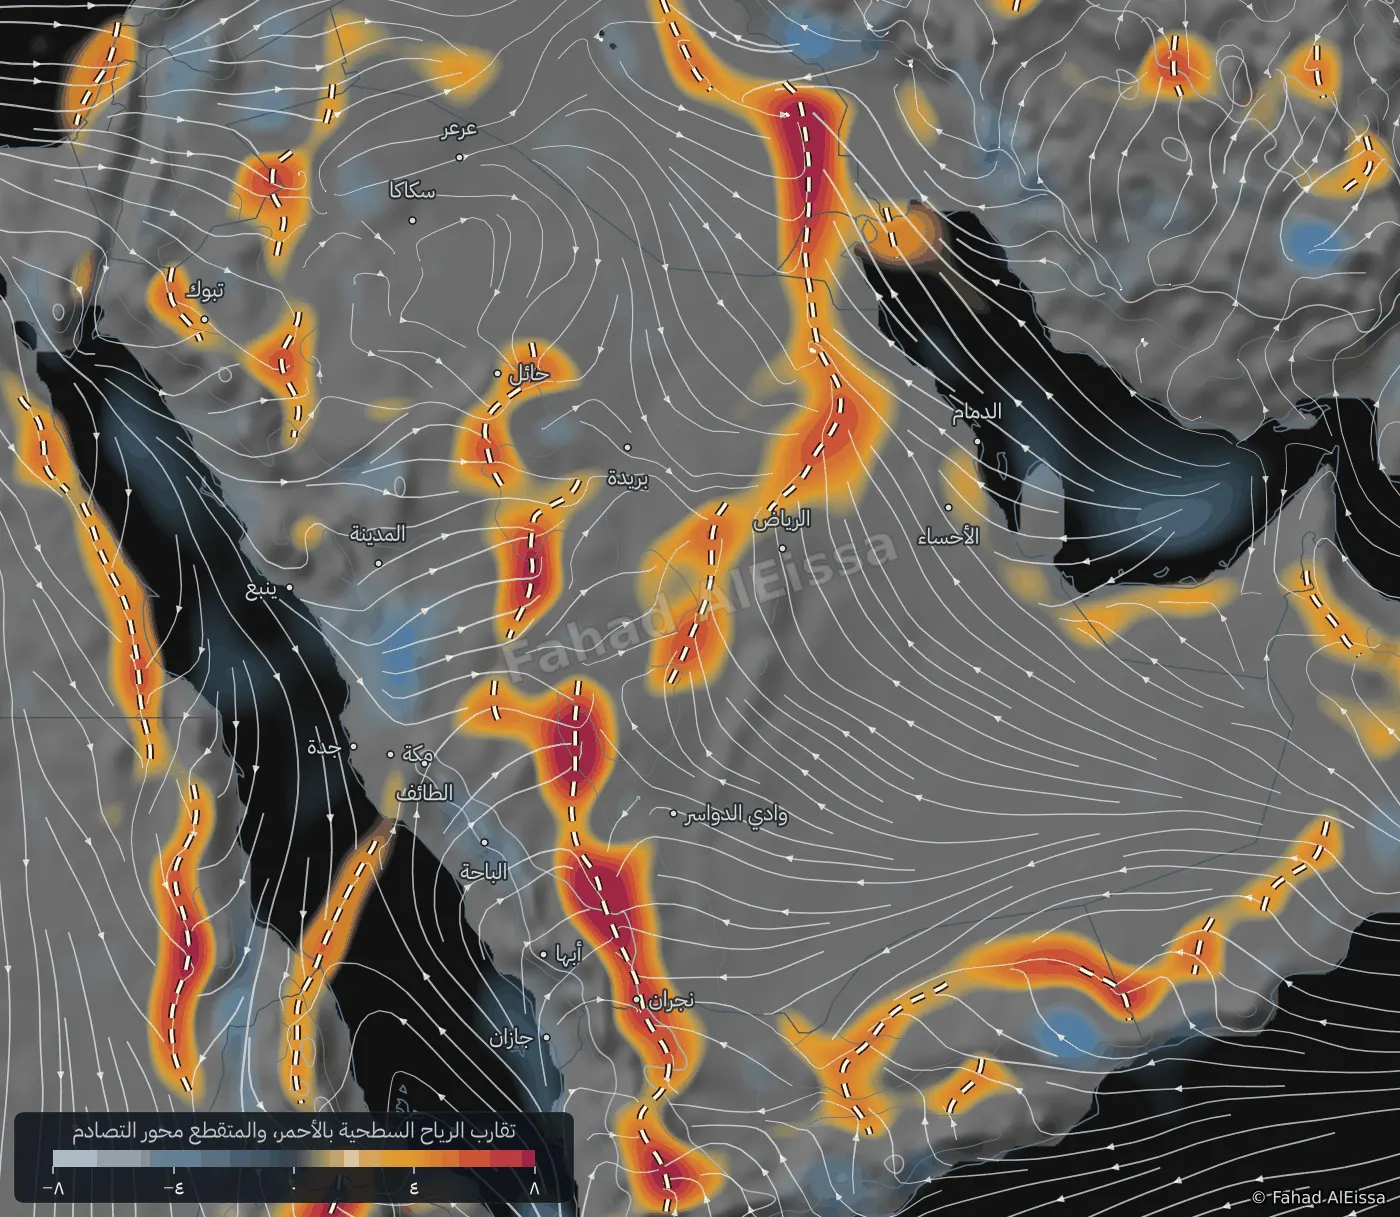 عرعر
سكاكا
تبوك
حائل
الدمام
بريدة
الرياض
الأحساء
المدينة
ينبع
Fahad AlEissa
جدة
مكة
الطائف
وادي الدواسر
الباحة
أبها
نجران
جازان
تقارب الرياح السطحية بالأحمر، والمتقطع محور التصادم
−٨ −٤ ٠ ٤ ٨
© Fahad AlEissa